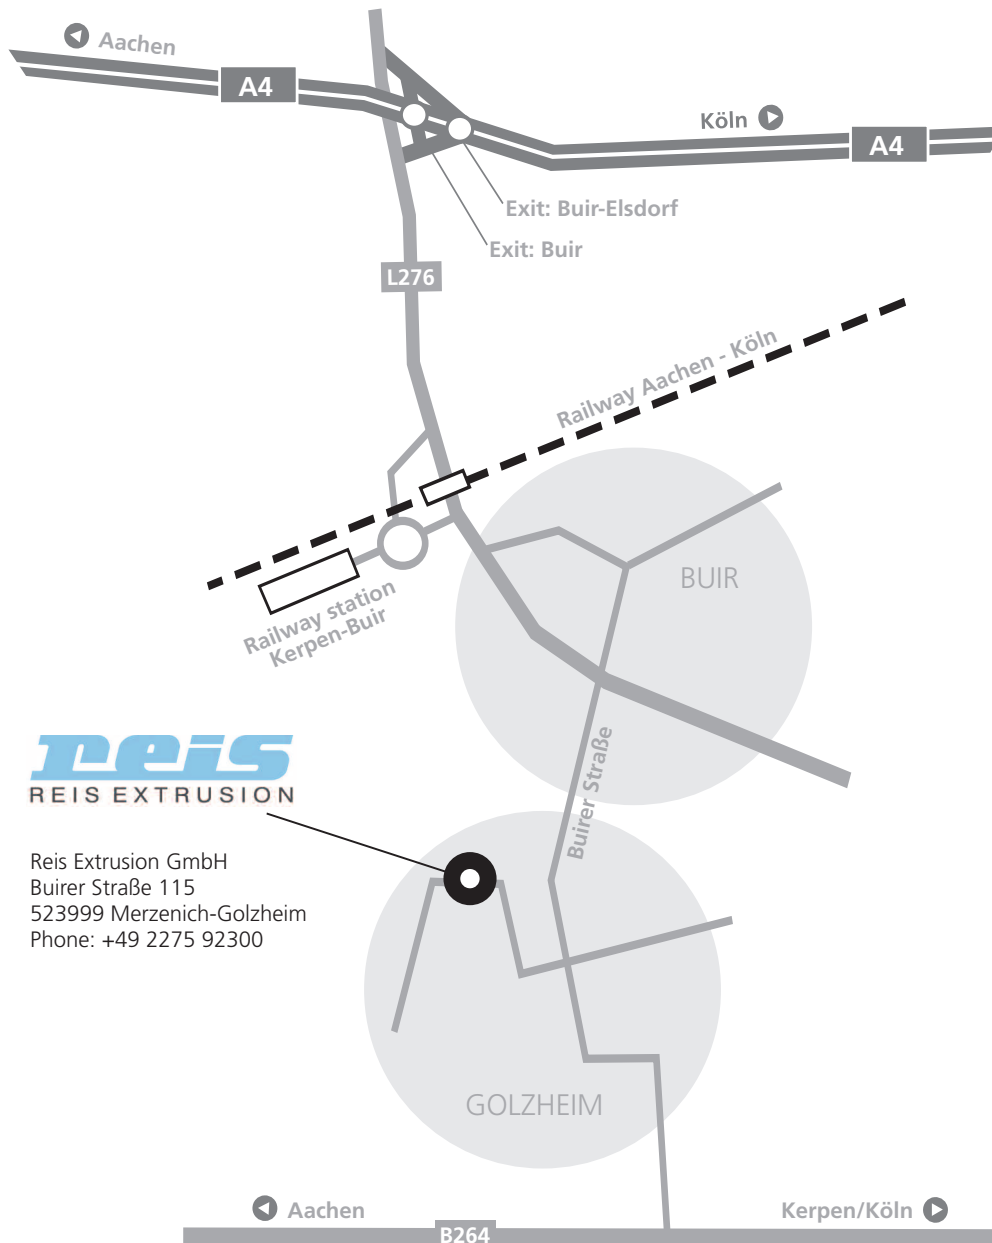 Aachen
A4
Köln
A4
Exit: Buir-Elsdorf
Exit: Buir
L276
Railway Aachen - Köln
BUIR
Railway station
Kerpen-Buir
Buirer Straße
reis
REIS EXTRUSION
Reis Extrusion GmbH
Buirer Straße 115
523999 Merzenich-Golzheim
Phone: +49 2275 92300
GOLZHEIM
Aachen
Kerpen/Köln
B264